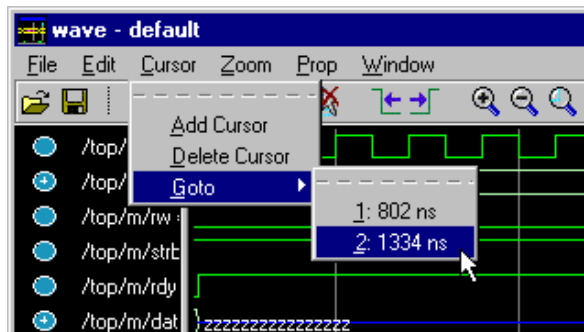 wave - default
File Edit Cursor Zoom Prop Window
Add Cursor
Delete Cursor
Goto
1: 802 ns
2: 1334 ns
/top/
/top/
/top/m/rw
/top/m/strb
/top/m/rdy
/top/m/dat
zzzzzzzzzzzzzzzz